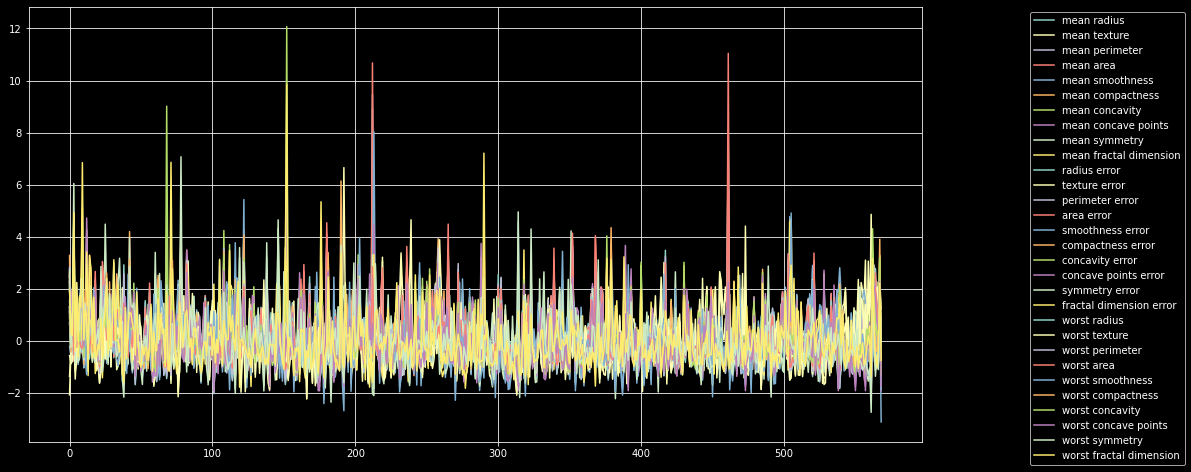 12
10
8
6
4
2
0
−2
0
100
200
300
400
500
mean radius
mean texture
mean perimeter
mean area
mean smoothness
mean compactness
mean concavity
mean concave points
mean symmetry
mean fractal dimension
radius error
texture error
perimeter error
area error
smoothness error
compactness error
concavity error
concave points error
symmetry error
fractal dimension error
worst radius
worst texture
worst perimeter
worst area
worst smoothness
worst compactness
worst concavity
worst concave points
worst symmetry
worst fractal dimension